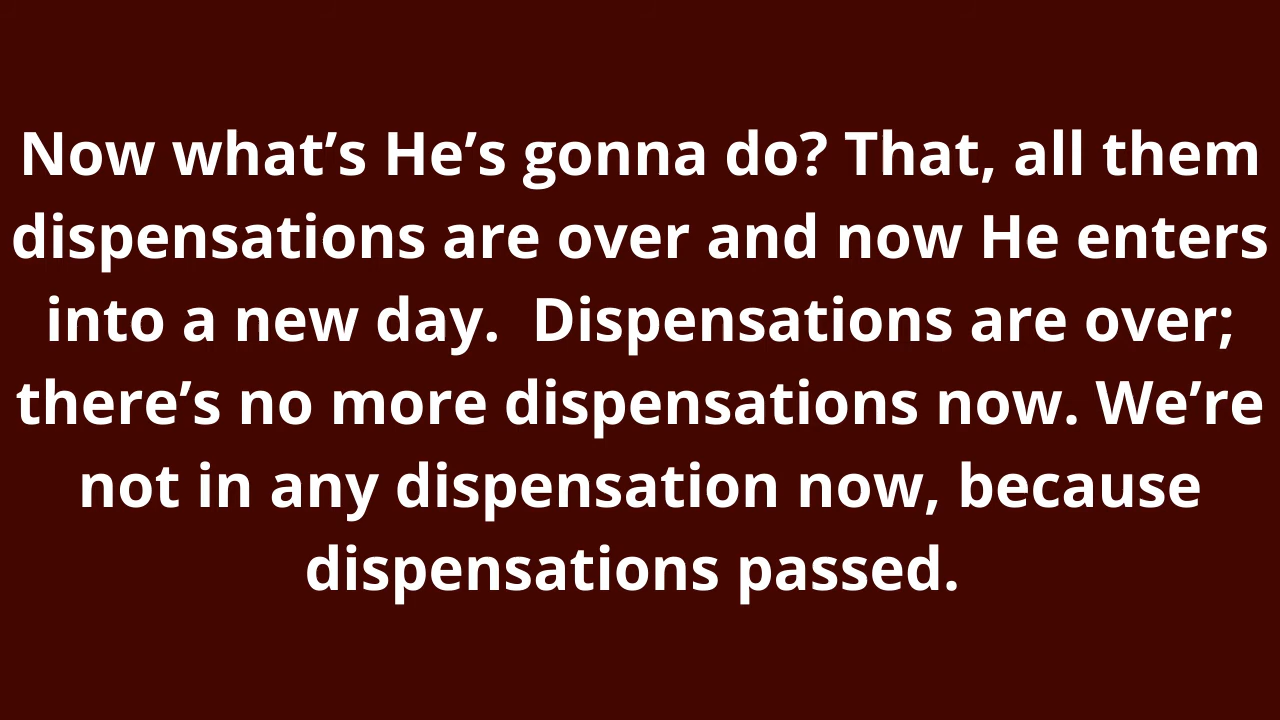 Now what’s He’s gonna do? That, all them
dispensations are over and now He enters
into a new day.  Dispensations are over;
there’s no more dispensations now. We’re
not in any dispensation now, because
dispensations passed.